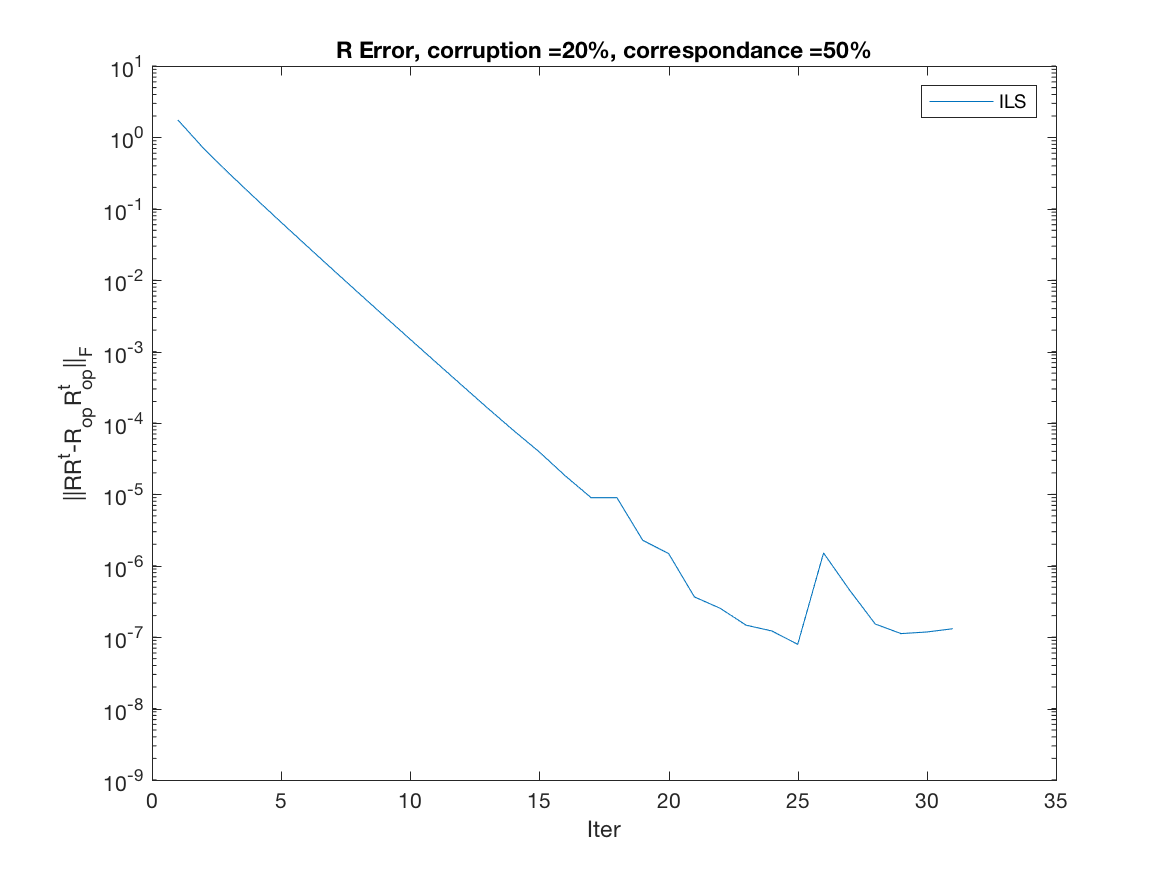 R Error, corruption =20%, correspondance =50%
ILS
10^1
10^0
10^-1
10^-2
10^-3
10^-4
10^-5
10^-6
10^-7
10^-8
10^-9
||RR^t-R_op R^t_op||_F
0 5 10 15 20 25 30 35
Iter